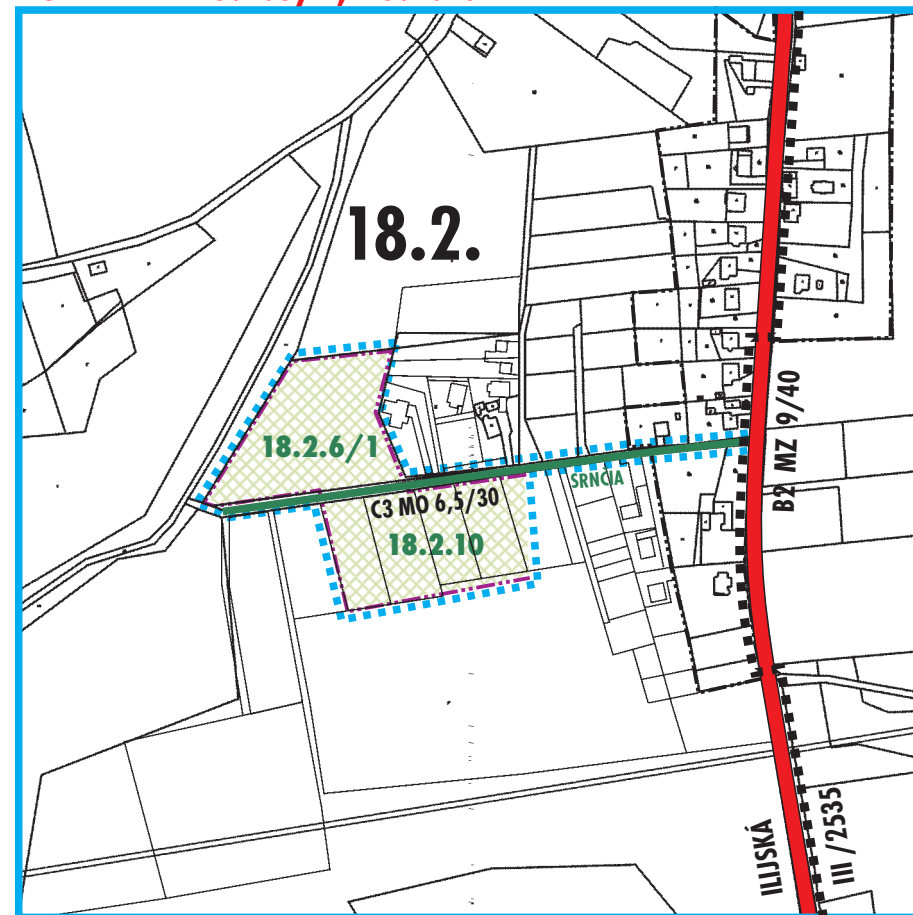 18.2.
18.2.6/1
B2 MZ 9/40
SRNČIA
C3 MO 6,5/30
18.2.10
ILIJSKÁ
III /2535